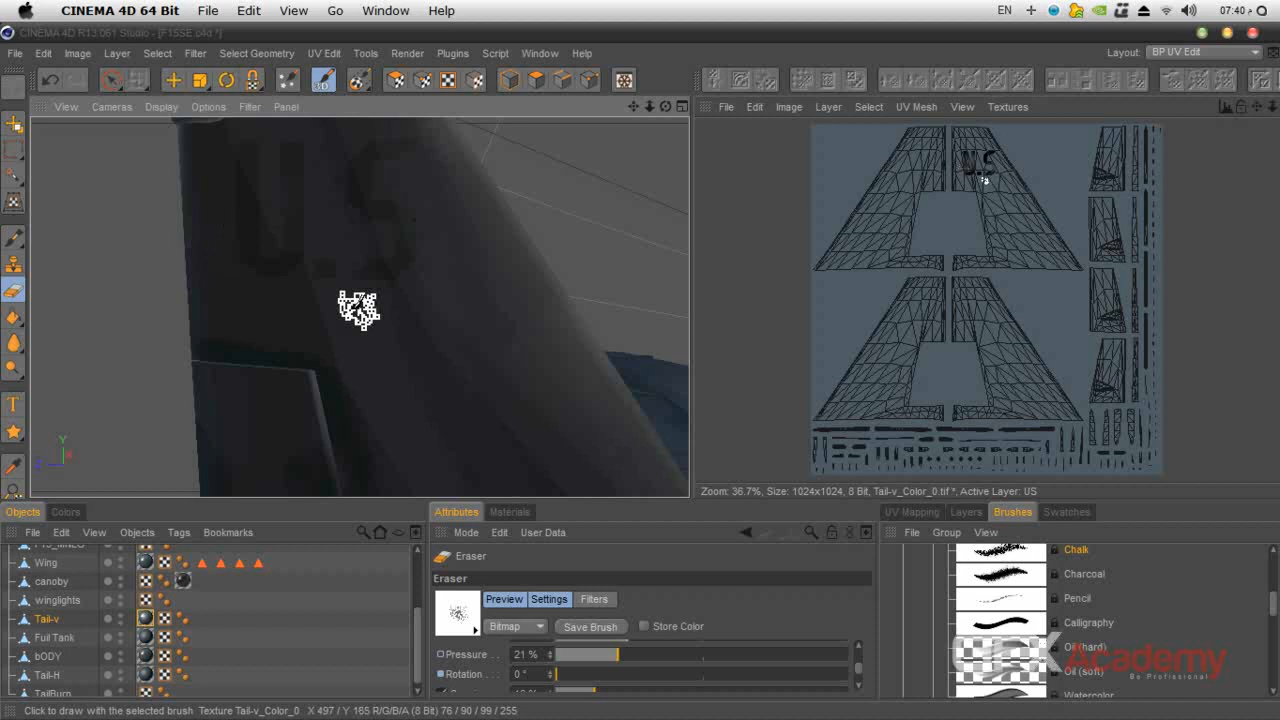 CINEMA 4D 64 Bit File Edit View Go Window Help EN 07:40 م
CINEMA 4D R13.061 Studio - [F15SE.c4d *]
File Edit Image Layer Select Filter Select Geometry UV Edit Tools Render Plugins Script Window Help Layout: BP UV Edit
3D
View Cameras Display Options Filter Panel
File Edit Image Layer Select UV Mesh View Textures
U.S
U.S
Y
Zoom: 36.7%, Size: 1024x1024, 8 Bit, Tail-v_Color_0.tif *, Active Layer: US
Objects Colors
Attributes Materials
UV Mapping Layers Brushes Swatches
File Edit View Objects Tags Bookmarks
Mode Edit User Data
File Group View
Wing
canoby
winglights
Tail-v
Fuil Tank
bODY
Tail-H
TailBurn
Eraser
Eraser
Preview Settings Filters
Bitmap Save Brush Store Color
Pressure 21 %
Rotation 0 °
Chalk
Charcoal
Pencil
Calligraphy
Oil (hard)
Oil (soft)
Watercolor
Academy
Be Professional
Click to draw with the selected brush Texture Tail-v_Color_0 X 497 / Y 165 R/G/B/A (8 Bit) 76 / 90 / 99 / 255